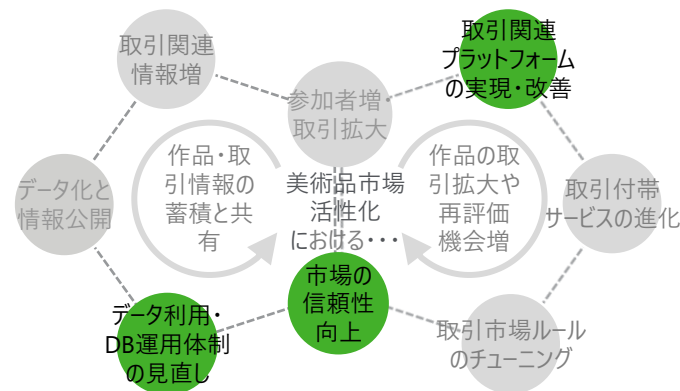 取引関連
情報増
取引関連
プラットフォーム
の実現・改善
参加者増
取引拡大
作品・取
引情報の
蓄積と共
有
美術品市場
活性化
における・・・
作品の取
引拡大や
再評価
機会増
データ化と
情報公開
取引付帯
サービスの進化
市場の
信頼性
向上
データ利用・
DB運用体制
の見直し
取引市場ルール
のチューニング